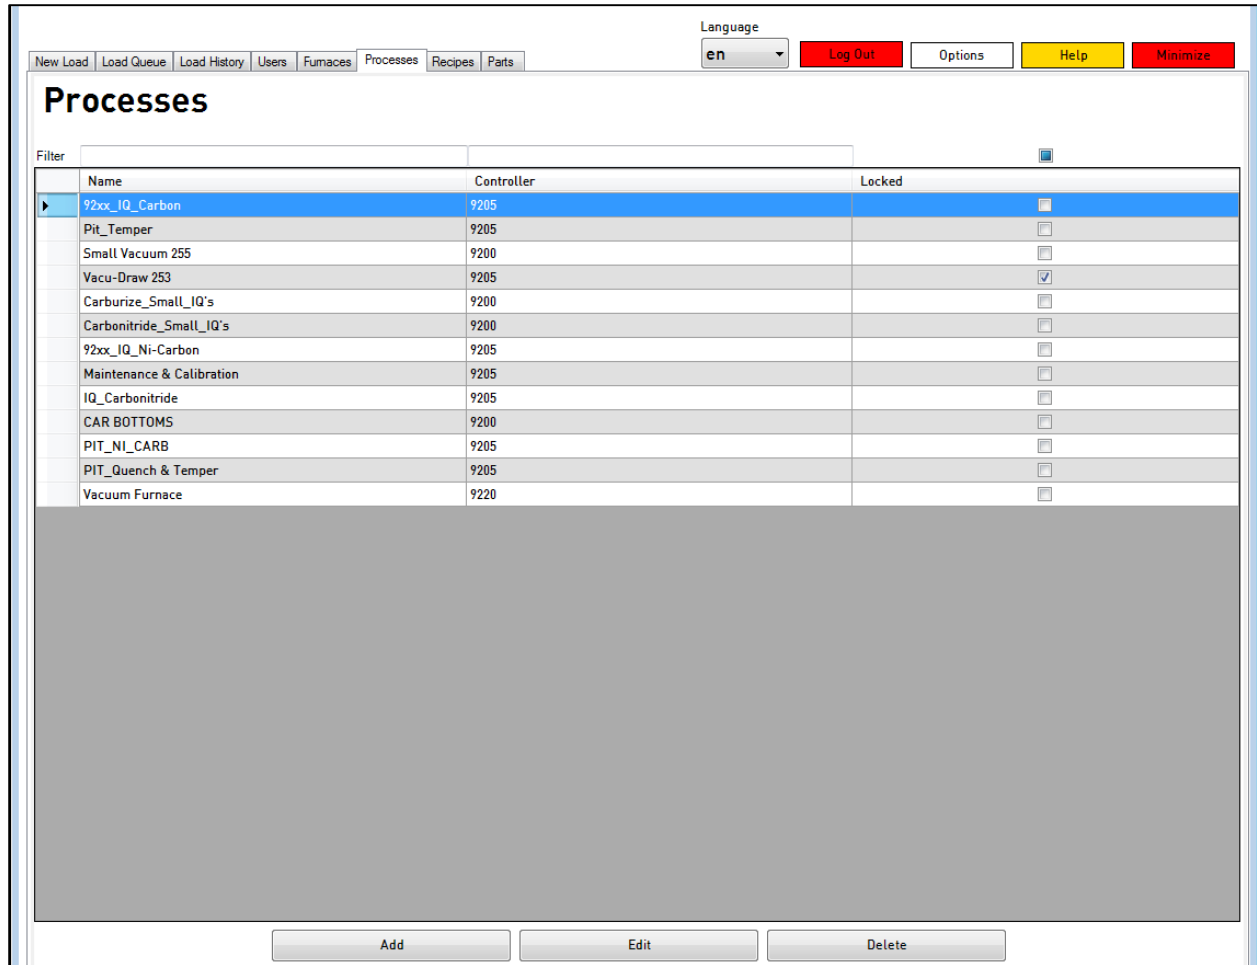 Language
New Load Load Queue Load History Users Furnaces Processes Recipes Parts en Log Out Options Help Minimize
Processes
Filter
Name Controller Locked
92xx_IQ_Carbon 9205
Pit_Temper 9205
Small Vacuum 255 9200
Vacu-Draw 253 9205
Carburize_Small_IQ's 9200
Carbonitride_Small_IQ's 9200
92xx_IQ_Ni-Carbon 9205
Maintenance & Calibration 9205
IQ_Carbonitride 9205
CAR BOTTOMS 9200
PIT_NI_CARB 9205
PIT_Quench & Temper 9205
Vacuum Furnace 9220
Add Edit Delete